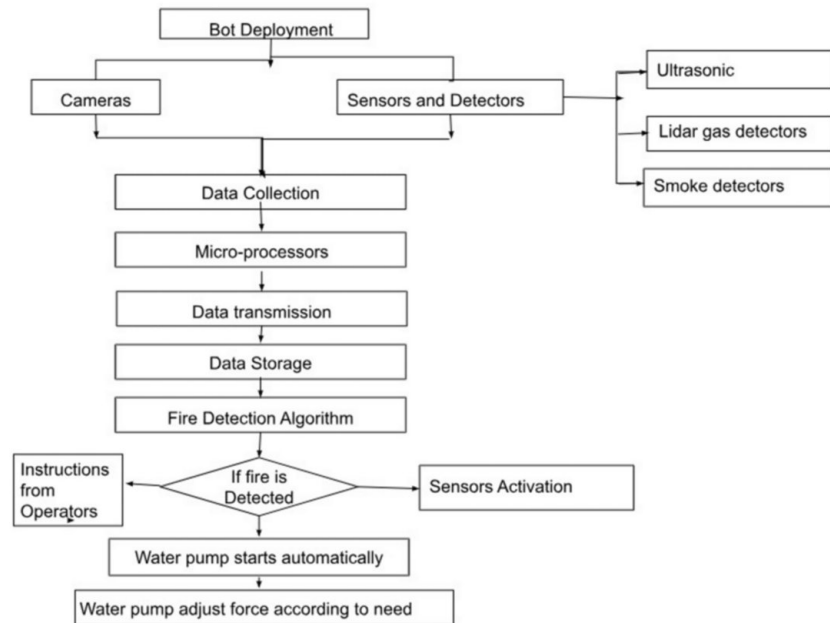 Bot Deployment
Cameras
Sensors and Detectors
Ultrasonic
Lidar gas detectors
Smoke detectors
Data Collection
Micro-processors
Data transmission
Data Storage
Fire Detection Algorithm
If fire is
Detected
Instructions
from
Operators
Sensors Activation
Water pump starts automatically
Water pump adjust force according to need